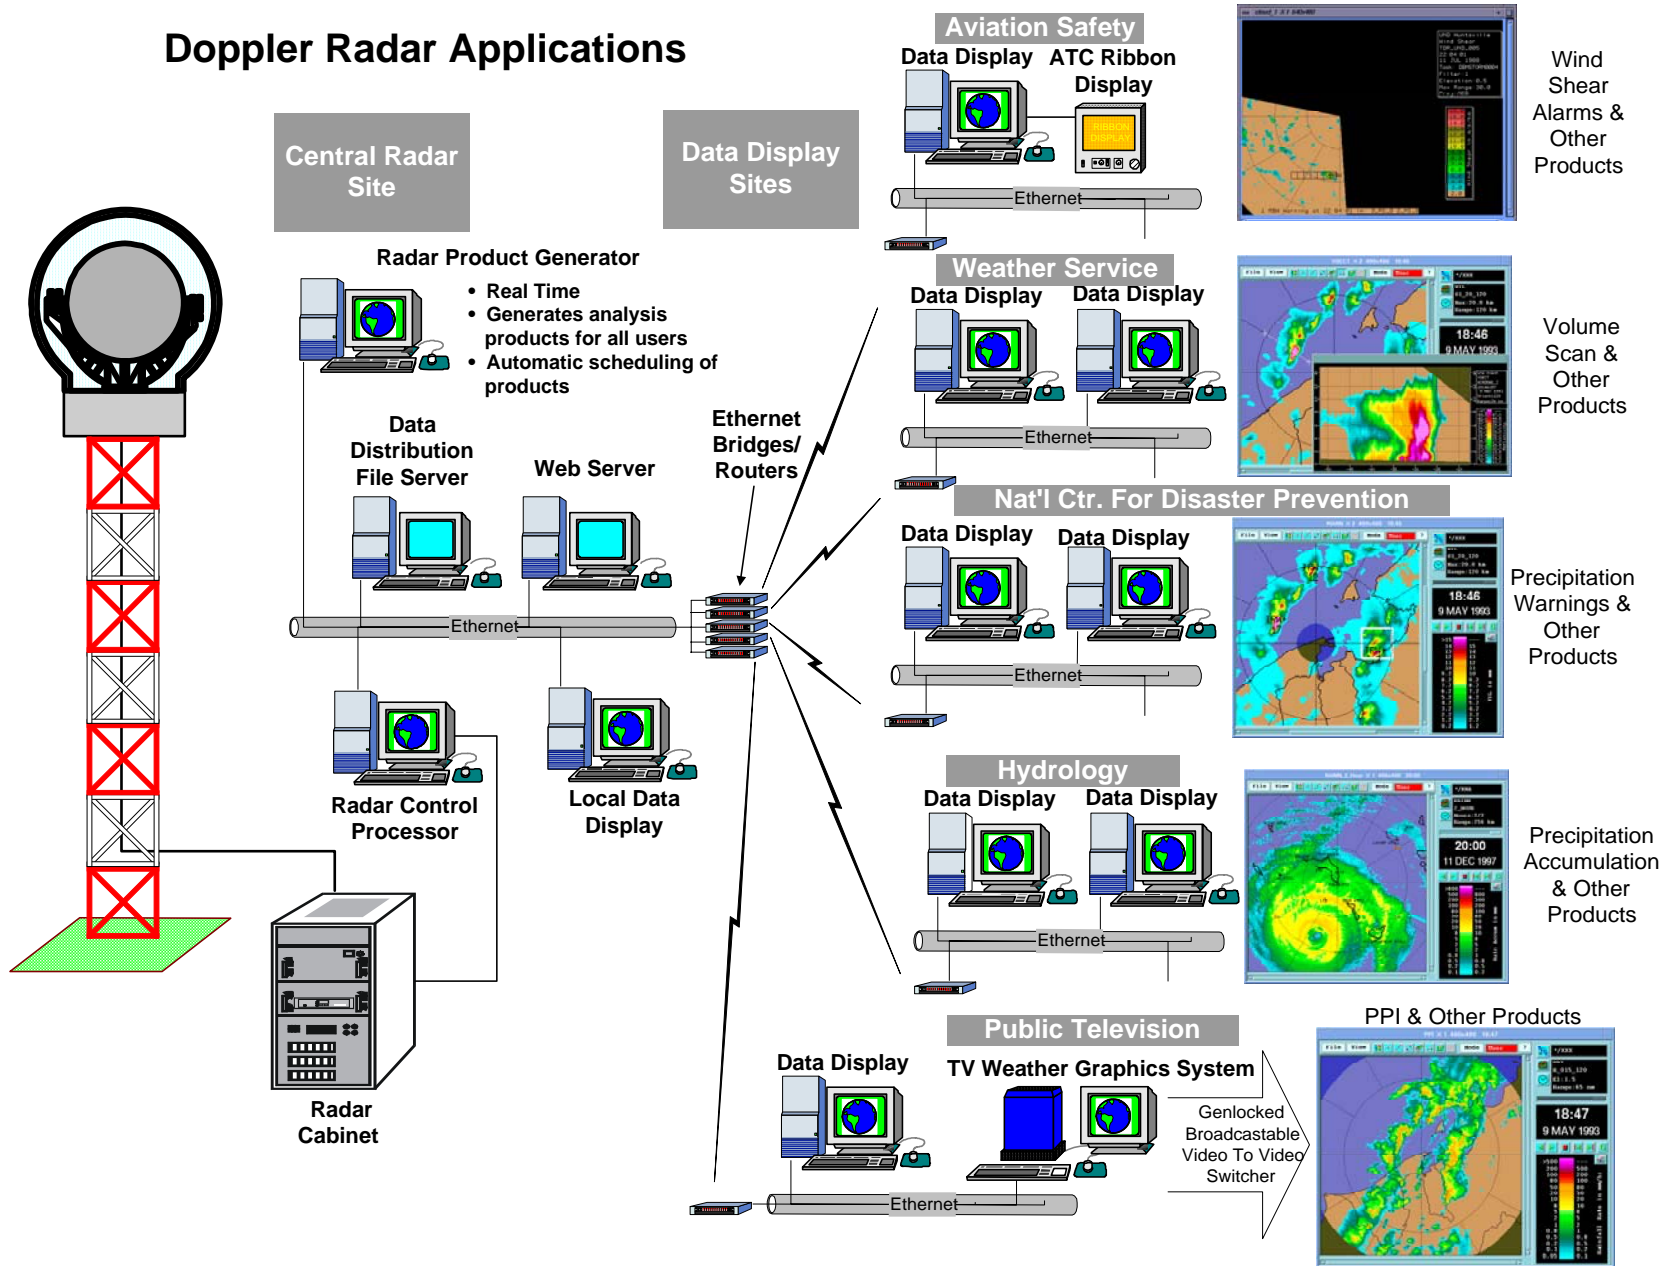 Doppler Radar Applications
Central Radar
Site
Data Display
Sites
Radar Product Generator
• Real Time
• Generates analysis
products for all users
• Automatic scheduling of
products
Data
Distribution
File Server
Web Server
Ethernet
Bridges/
Routers
Ethernet
Radar Control
Processor
Local Data
Display
Radar
Cabinet
Aviation Safety
Data Display
ATC Ribbon
Display
RIBBON
DISPLAY
Ethernet
Wind
Shear
Alarms &
Other
Products
Weather Service
Data Display
Data Display
Ethernet
18:46
9 MAY 1993
Volume
Scan &
Other
Products
Nat'l Ctr. For Disaster Prevention
Data Display
Data Display
Ethernet
18:46
9 MAY 1993
Precipitation
Warnings &
Other
Products
Hydrology
Data Display
Data Display
Ethernet
20:00
11 DEC 1997
Precipitation
Accumulation
& Other
Products
Public Television
Data Display
TV Weather Graphics System
Ethernet
Genlocked
Broadcastable
Video To Video
Switcher
PPI & Other Products
18:47
9 MAY 1993